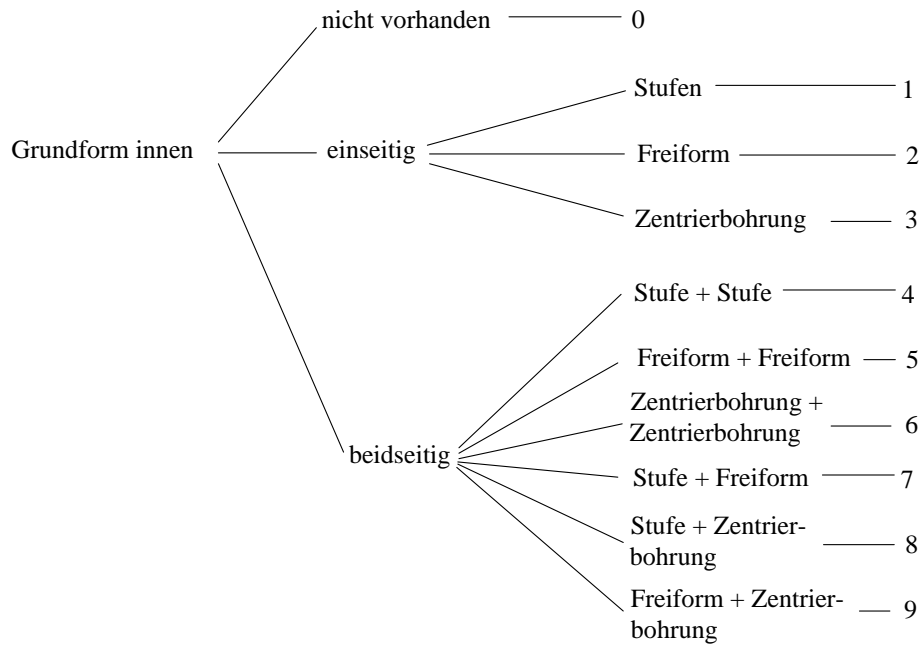 nicht vorhanden 0
Stufen 1
Grundform innen einseitig Freiform 2
Zentrierbohrung 3
Stufe + Stufe 4
Freiform + Freiform 5
Zentrierbohrung +
Zentrierbohrung 6
beidseitig
Stufe + Freiform 7
Stufe + Zentrier-
bohrung 8
Freiform + Zentrier-
bohrung 9